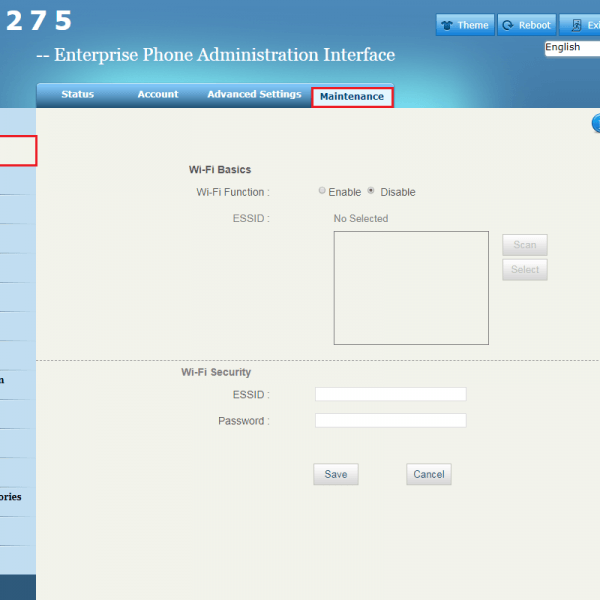 275
Theme Reboot Exi
-- Enterprise Phone Administration Interface
English
Status Account Advanced Settings Maintenance
Wi-Fi Basics
Wi-Fi Function : Enable Disable
ESSID : No Selected
Scan
Select
Wi-Fi Security
n
ESSID :
Password :
Save Cancel
ories